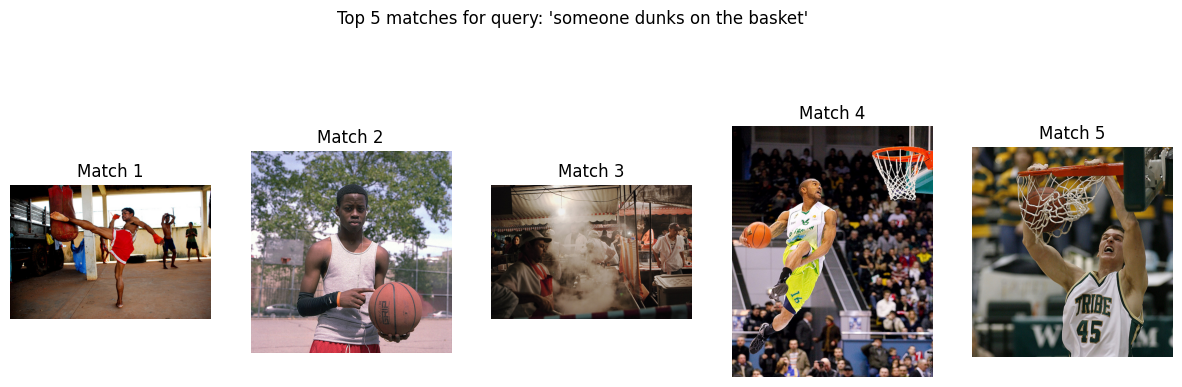 Top 5 matches for query: 'someone dunks on the basket'
Match 1
Match 2
Match 3
Match 4
Match 5
16
TRIBE
45